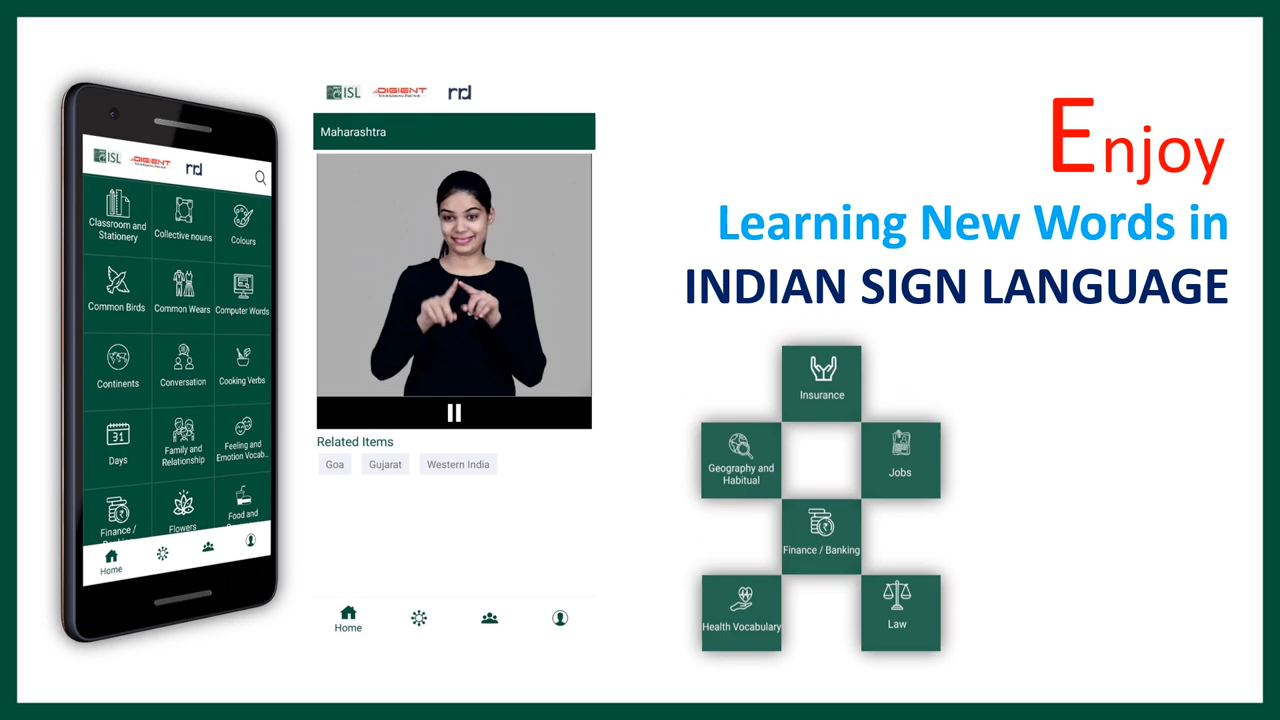 ISL DIGIENT rrd
Classroom and
Stationery
Collective nouns
Colours
Common Birds
Common Wears
Computer Words
Continents
Conversation
Cooking Verbs
31
Days
Family and
Relationship
Feeling and
Emotion Vocab..
Finance /
Flowers
Food and
Home
ISL DIGIENT rrd
Maharashtra
Related Items
Goa Gujarat Western India
Home
Enjoy
Learning New Words in
INDIAN SIGN LANGUAGE
Insurance
Geography and
Habitual
Jobs
Finance / Banking
Health Vocabulary
Law